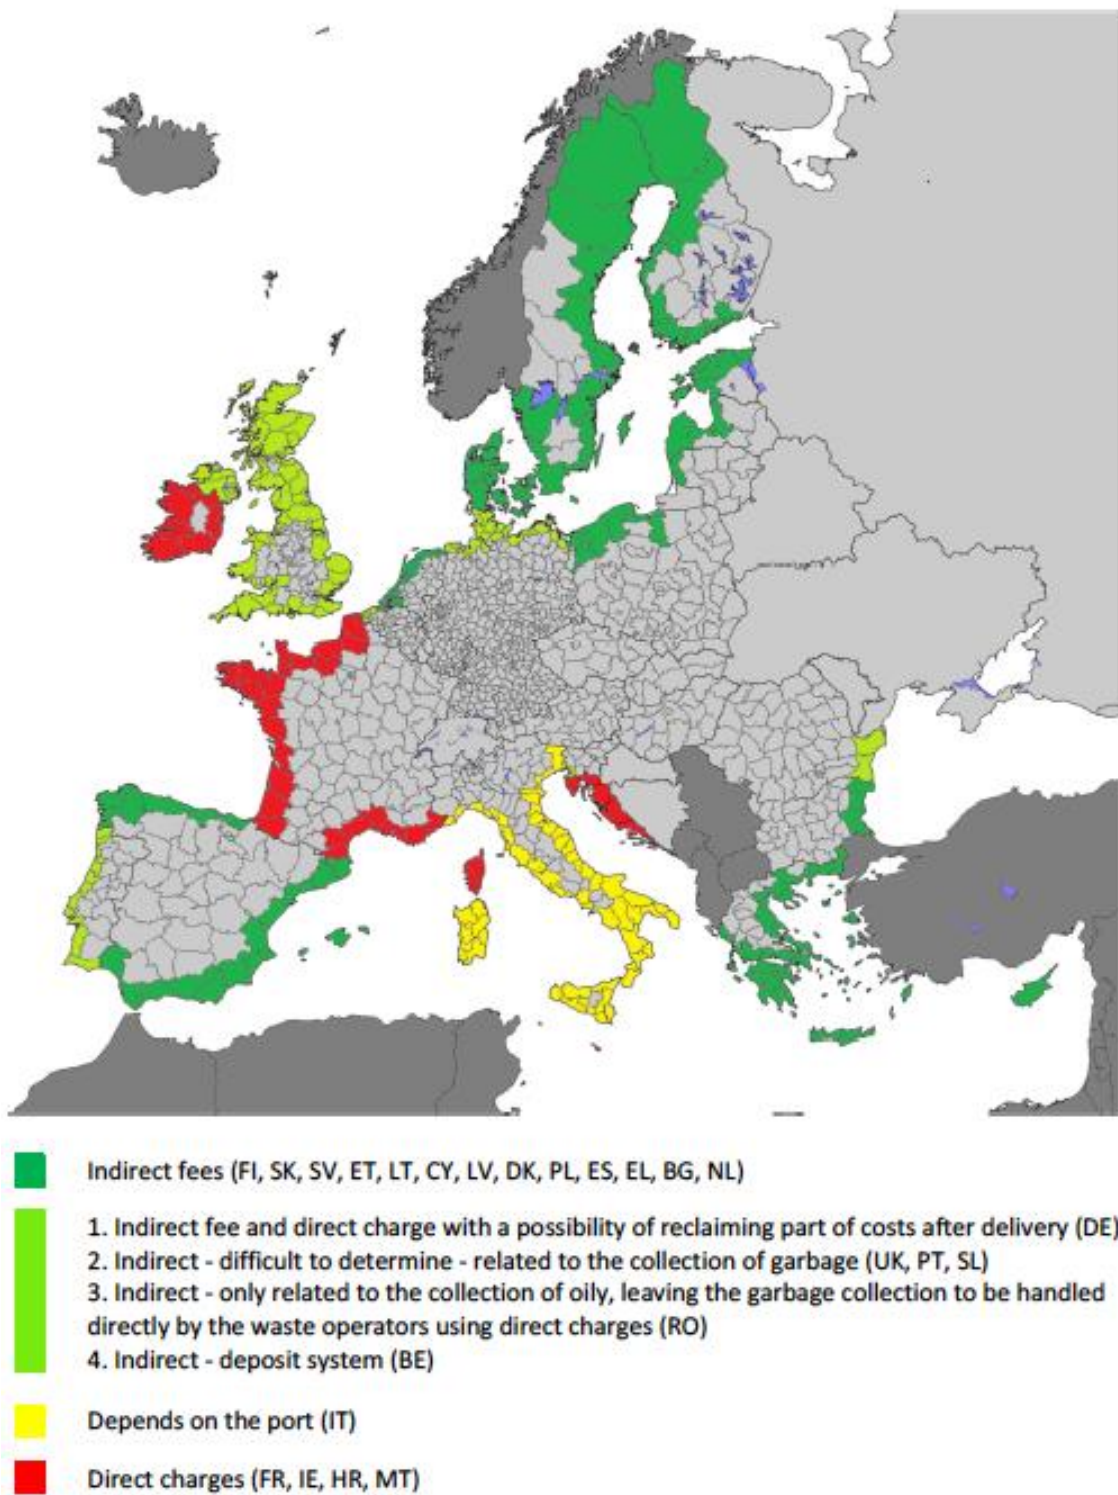 Indirect fees (FI, SK, SV, ET, LT, CY, LV, DK, PL, ES, EL, BG, NL)
1. Indirect fee and direct charge with a possibility of reclaiming part of costs after delivery (DE)
2. Indirect - difficult to determine - related to the collection of garbage (UK, PT, SL)
3. Indirect - only related to the collection of oily, leaving the garbage collection to be handled
directly by the waste operators using direct charges (RO)
4. Indirect - deposit system (BE)
Depends on the port (IT)
Direct charges (FR, IE, HR, MT)